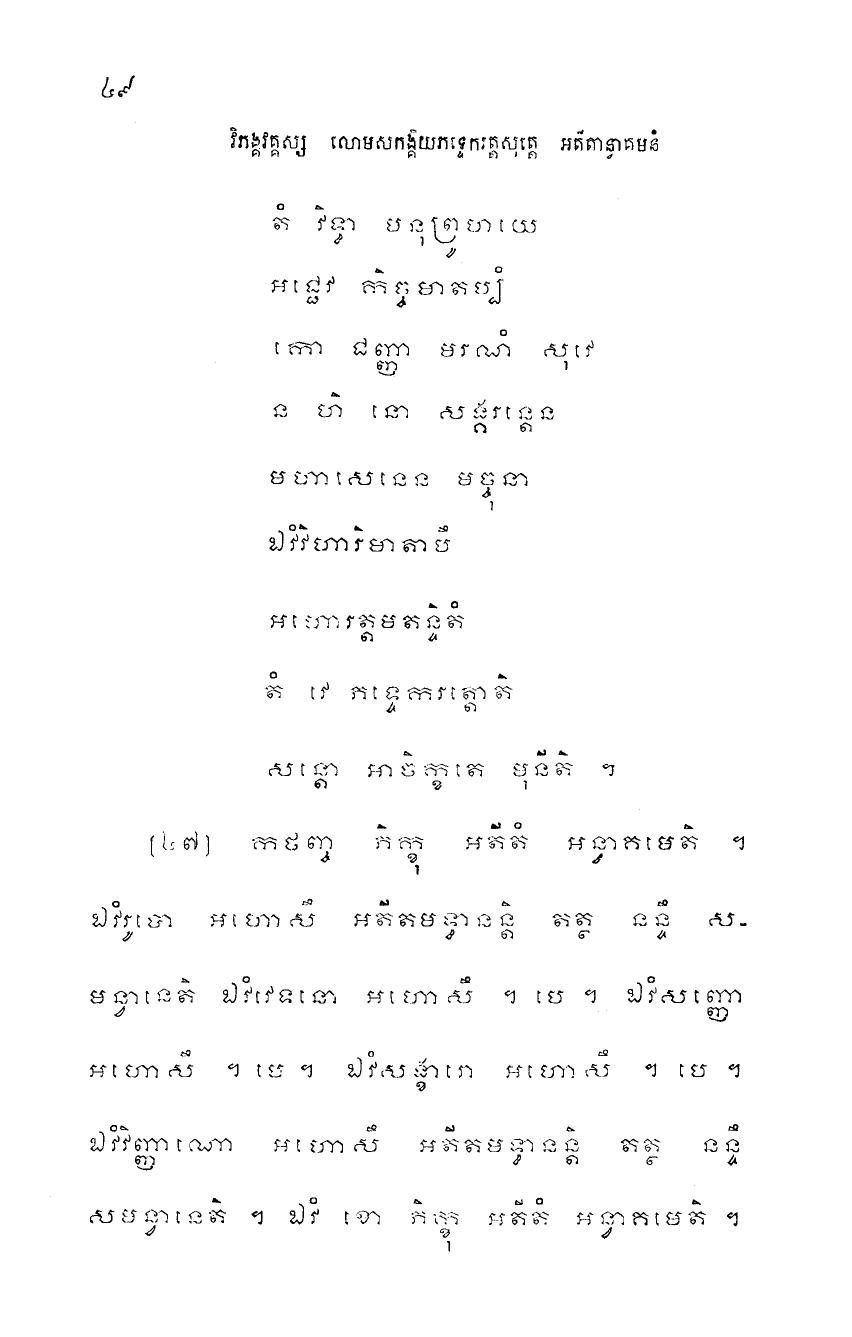 ៤៩
វិភង្គវគ្គស្ស លោមសកង្គិយភទ្ទេករត្តសុត្តេ អតីតាន្វាគមនំ
តំ វិទ្វា មនុព្រូហយេ
អជ្ជេវ កិច្ចមាតប្បំ
កោ ជញ្ញា មរណំ សុវេ
ន ហិ នោ សង្គរន្តេន
មហាសេនេន មច្ចុនា
ឯវំវិហារិមាតាបឹ
អហោរត្តមតន្ទិតំ
តំ វេ ភទ្ទេករត្តោតិ
សន្តោ អាចិក្ខតេ មុនីតិ ។
[៤៧] កថញ្ច ភិក្ខុ អតីតំ អន្វាគមេតិ ។
ឯវំរូបោ អហោសឹ អតីតមទ្ធានន្តិ តត្ថ នន្ទឹ ស-
មន្វានេតិ ឯវំវេទនោ អហោសឹ ។ បេ ។ ឯវំសញ្ញោ
អហោសឹ ។ បេ ។ ឯវំសង្ខារោ អហោសឹ ។ បេ ។
ឯវំវិញ្ញាណោ អហោសឹ អតីតមទ្ធានន្តិ តត្ថ នន្ទឹ
សមន្វានេតិ ។ ឯវំ ខោ ភិក្ខុ អតីតំ អន្វាគមេតិ ។